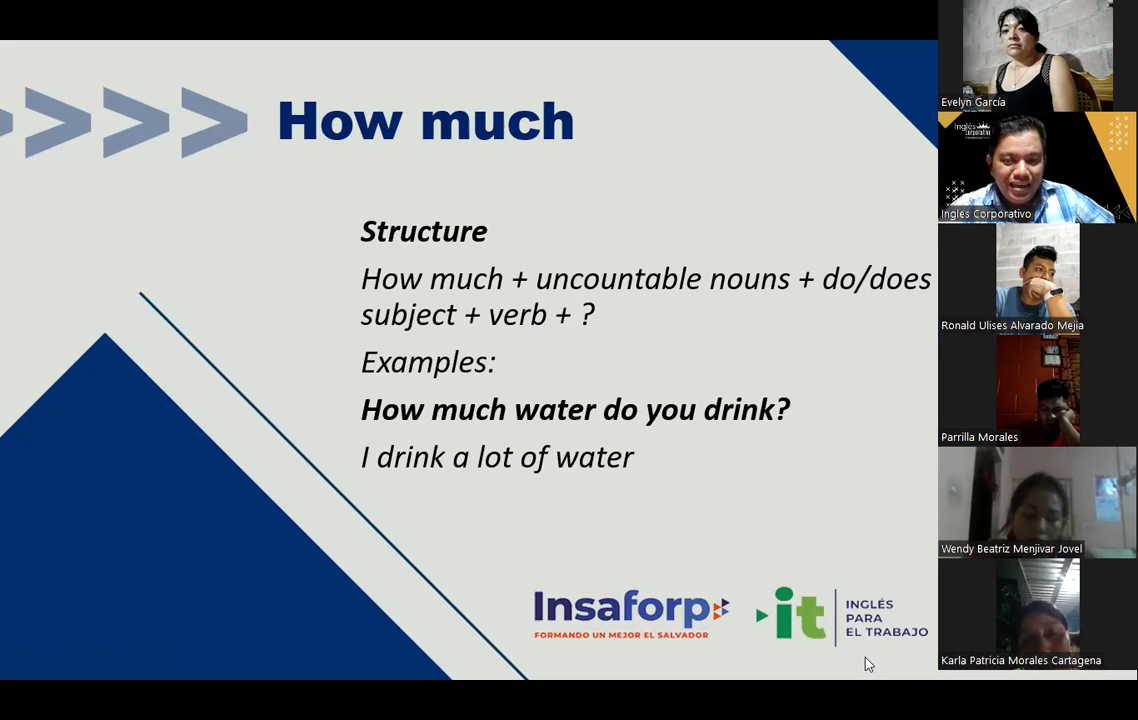 How much
Structure
How much + uncountable nouns + do/does
subject + verb + ?
Examples:
How much water do you drink?
I drink a lot of water
Insaforp
FORMANDO UN MEJOR EL SALVADOR
it
INGLÉS
PARA
EL TRABAJO
Evelyn García
Inglés
Corporativo
Ingles Corporativo
Ronald Ulises Alvarado Mejia
Parrilla Morales
Wendy Beatriz Menjivar Jovel
Karla Patricia Morales Cartagena